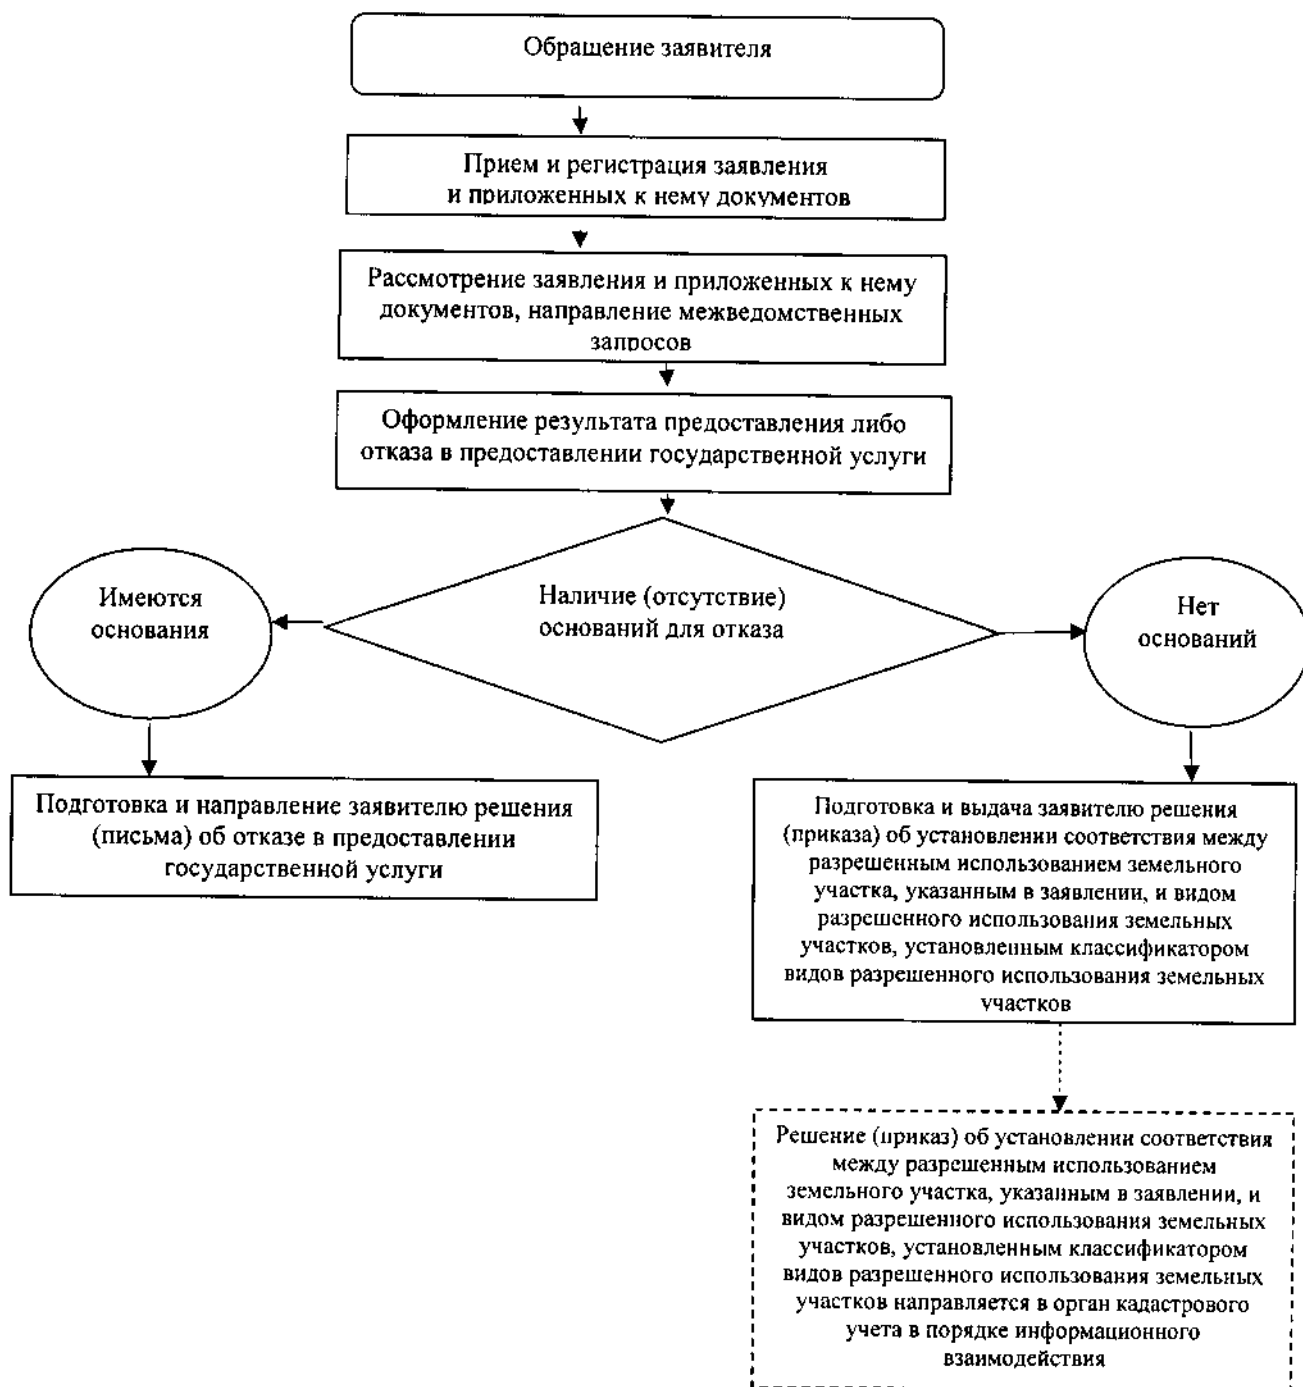 Обращение заявителя
Прием и регистрация заявления
и приложенных к нему документов
Рассмотрение заявления и приложенных к нему
документов, направление межведомственных
запросов
Оформление результата предоставления либо
отказа в предоставлении государственной услуги
Наличие (отсутствие)
оснований для отказа
Имеются
основания
Нет
оснований
Подготовка и направление заявителю решения
(письма) об отказе в предоставлении
государственной услуги
Подготовка и выдача заявителю решения
(приказа) об установлении соответствия между
разрешенным использованием земельного
участка, указанным в заявлении, и видом
разрешенного использования земельных
участков, установленным классификатором
видов разрешенного использования земельных
участков
Решение (приказ) об установлении соответствия
между разрешенным использованием
земельного участка, указанным в заявлении, и
видом разрешенного использования земельных
участков, установленным классификатором
видов разрешенного использования земельных
участков направляется в орган кадастрового
учета в порядке информационного
взаимодействия